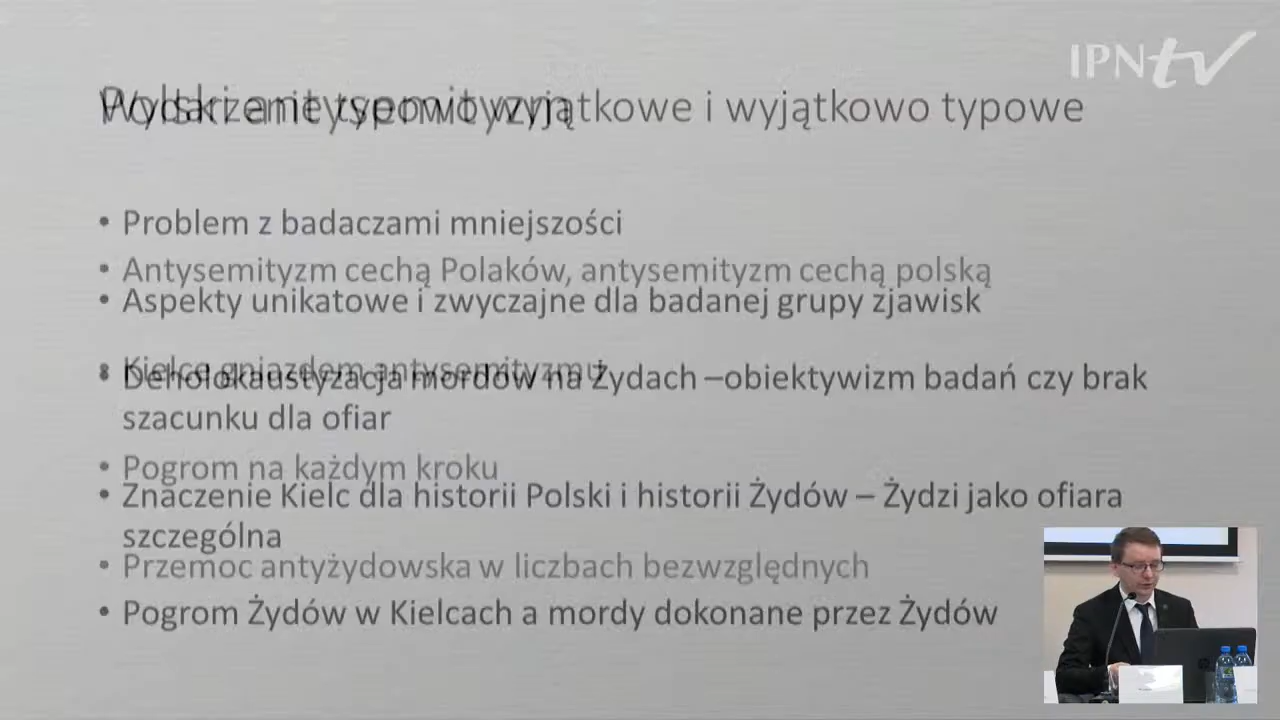 IPNtv
Polski antysemityzm
Wydarzenie typowo wyjątkowe i wyjątkowo typowe
• Problem z badaczami mniejszości
• Antysemityzm cechą Polaków, antysemityzm cechą polską
• Aspekty unikatowe i zwyczajne dla badanej grupy zjawisk
• Kielce gniazdem antysemityzmu
• Deholokaustyzacja mordów na Żydach –obiektywizm badań czy brak
szacunku dla ofiar
• Pogrom na każdym kroku
• Znaczenie Kielc dla historii Polski i historii Żydów – Żydzi jako ofiara
szczególna
• Przemoc antyżydowska w liczbach bezwzględnych
• Pogrom Żydów w Kielcach a mordy dokonane przez Żydów